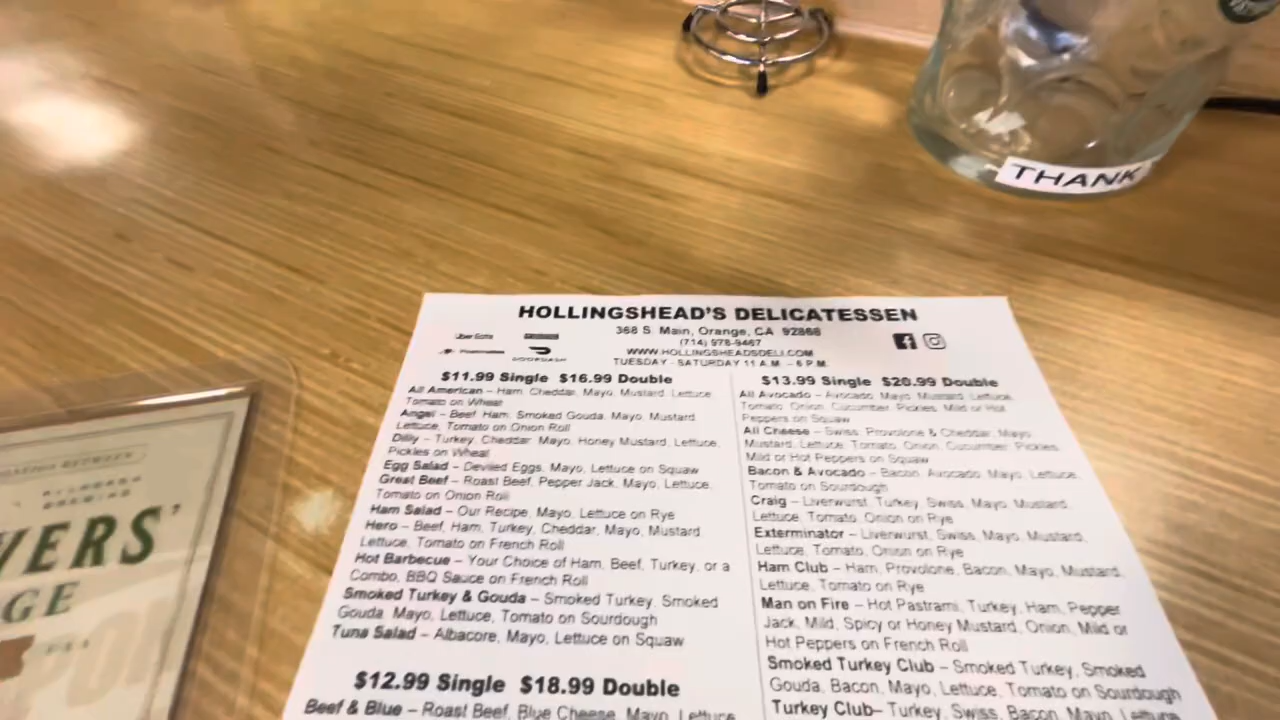 THANK
HOLLINGSHEAD'S DELICATESSEN
368 S. Main, Orange, CA 92868
(714) 978-9467
WWW.HOLLINGSHEADSDELI.COM
TUESDAY - SATURDAY 11 A.M. - 6 P.M.
Uber Eats
Postmates
DOORDASH
$11.99 Single $16.99 Double
All American – Ham, Cheddar, Mayo, Mustard, Lettuce,
Tomato on Wheat
Angel – Beef, Ham, Smoked Gouda, Mayo, Mustard,
Lettuce, Tomato on Onion Roll
Dilly – Turkey, Cheddar, Mayo, Honey Mustard, Lettuce,
Pickles on Wheat
Egg Salad – Deviled Eggs, Mayo, Lettuce on Squaw
Great Beef – Roast Beef, Pepper Jack, Mayo, Lettuce,
Tomato on Onion Roll
Ham Salad – Our Recipe, Mayo, Lettuce on Rye
Hero – Beef, Ham, Turkey, Cheddar, Mayo, Mustard
Lettuce, Tomato on French Roll
Hot Barbecue – Your Choice of Ham, Beef, Turkey, or a
Combo, BBQ Sauce on French Roll
Smoked Turkey & Gouda – Smoked Turkey, Smoked
Gouda, Mayo, Lettuce, Tomato on Sourdough
Tuna Salad – Albacore, Mayo, Lettuce on Squaw
$12.99 Single $18.99 Double
Beef & Blue – Roast Beef, Blue Cheese, Mayo, Lettuce
$13.99 Single $20.99 Double
All Avocado – Avocado, Mayo, Mustard, Lettuce,
Tomato, Onion, Cucumber, Pickles, Mild or Hot
Peppers on Squaw
All Cheese – Swiss, Provolone & Cheddar, Mayo,
Mustard, Lettuce, Tomato, Onion, Cucumber, Pickles,
Mild or Hot Peppers on Squaw
Bacon & Avocado – Bacon, Avocado, Mayo, Lettuce,
Tomato on Sourdough
Craig – Liverwurst, Turkey, Swiss, Mayo, Mustard,
Lettuce, Tomato, Onion on Rye
Exterminator – Liverwurst, Swiss, Mayo, Mustard,
Lettuce, Tomato, Onion on Rye
Ham Club – Ham, Provolone, Bacon, Mayo, Mustard,
Lettuce, Tomato on Rye
Man on Fire – Hot Pastrami, Turkey, Ham, Pepper
Jack, Mild, Spicy or Honey Mustard, Onion, Mild or
Hot Peppers on French Roll
Smoked Turkey Club – Smoked Turkey, Smoked
Gouda, Bacon, Mayo, Lettuce, Tomato on Sourdough
Turkey Club– Turkey, Swiss, Bacon, Mayo, Lettuce
BETWEEN
BREWING
WERS'
GE